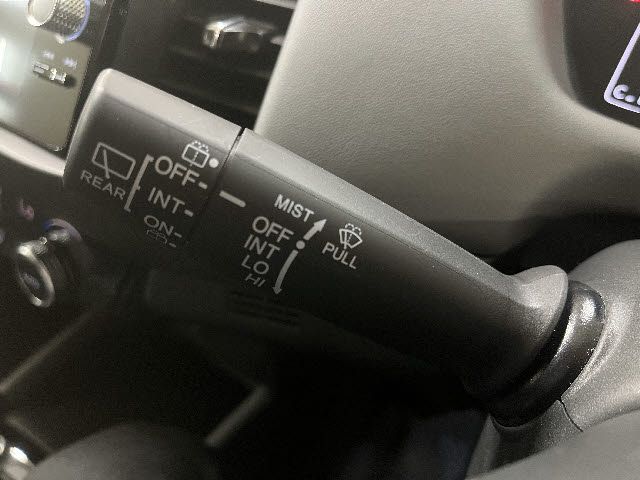 REAR
OFF
INT
ON
MIST
OFF
INT
LO
HI
PULL